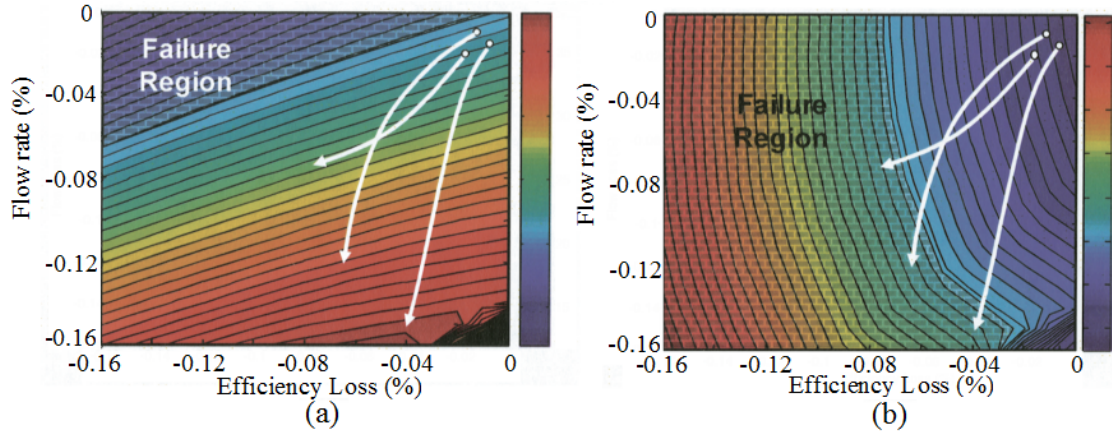 0
-0.04
-0.08
-0.12
-0.16
Flow rate (%)
Failure
Region
-0.16
-0.12
-0.08
-0.04
0
Efficiency Loss (%)
(a)
0
-0.04
-0.08
-0.12
-0.16
Flow rate (%)
Failure
Region
-0.16
-0.12
-0.08
-0.04
0
Efficiency Loss (%)
(b)